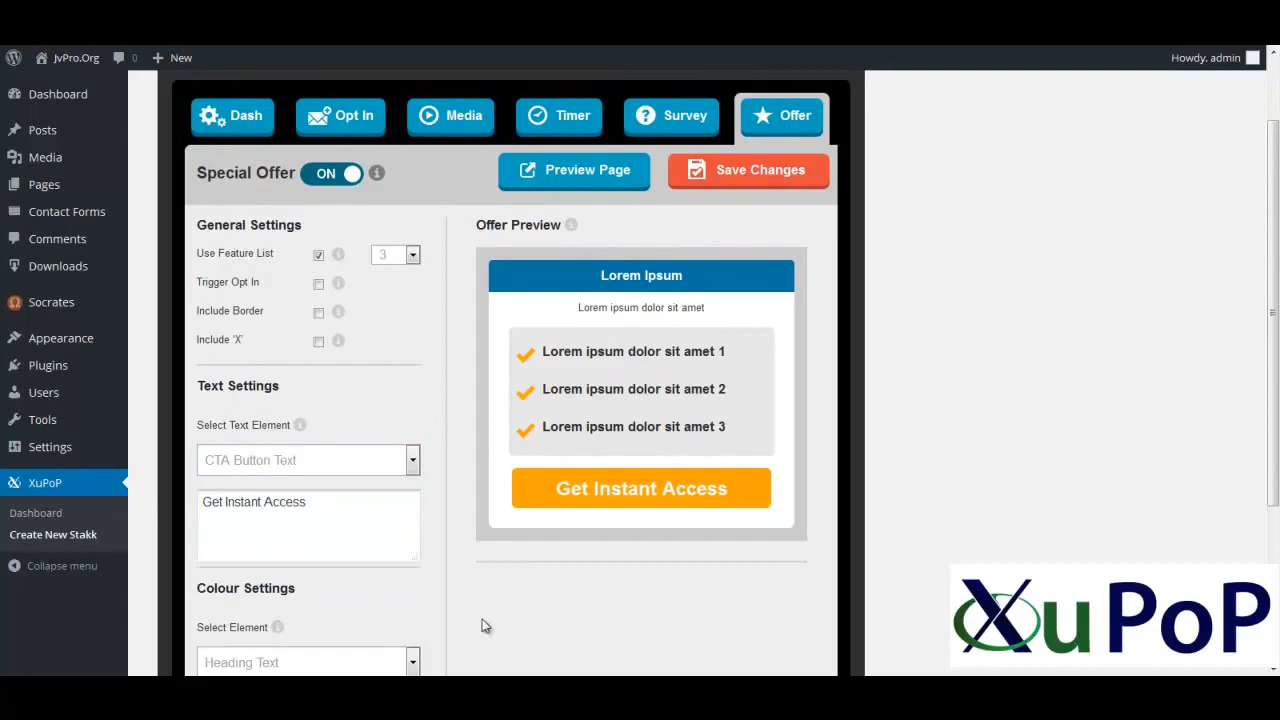 JvPro.Org
0
New
Howdy, admin
Dashboard
Posts
Media
Pages
Contact Forms
Comments
Downloads
Socrates
Appearance
Plugins
Users
Tools
Settings
XuPoP
Dashboard
Create New Stakk
Collapse menu
Dash
Opt In
Media
Timer
Survey
Offer
Special Offer
ON
Preview Page
Save Changes
General Settings
Use Feature List
3
Trigger Opt In
Include Border
Include 'X'
Text Settings
Select Text Element
CTA Button Text
Get Instant Access
Colour Settings
Select Element
Heading Text
Offer Preview
Lorem Ipsum
Lorem ipsum dolor sit amet
Lorem ipsum dolor sit amet 1
Lorem ipsum dolor sit amet 2
Lorem ipsum dolor sit amet 3
Get Instant Access
XuPoP